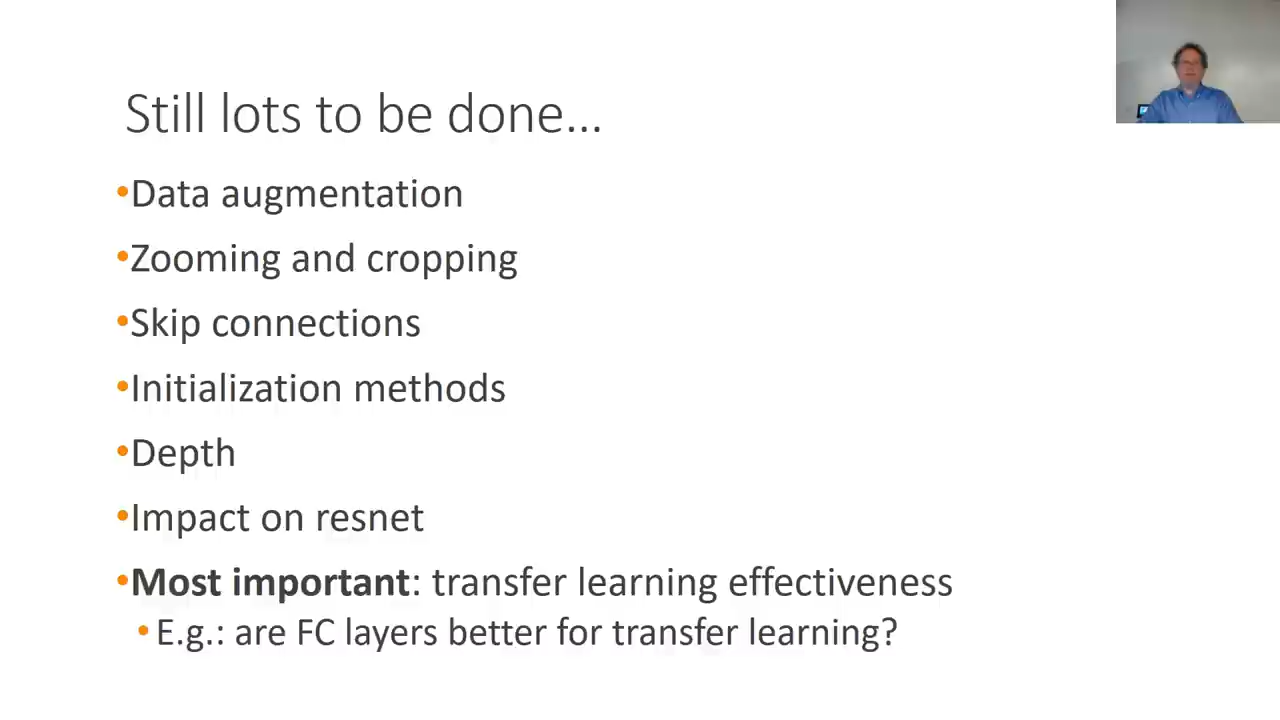 Still lots to be done...
•Data augmentation
•Zooming and cropping
•Skip connections
•Initialization methods
•Depth
•Impact on resnet
•Most important: transfer learning effectiveness
•E.g.: are FC layers better for transfer learning?